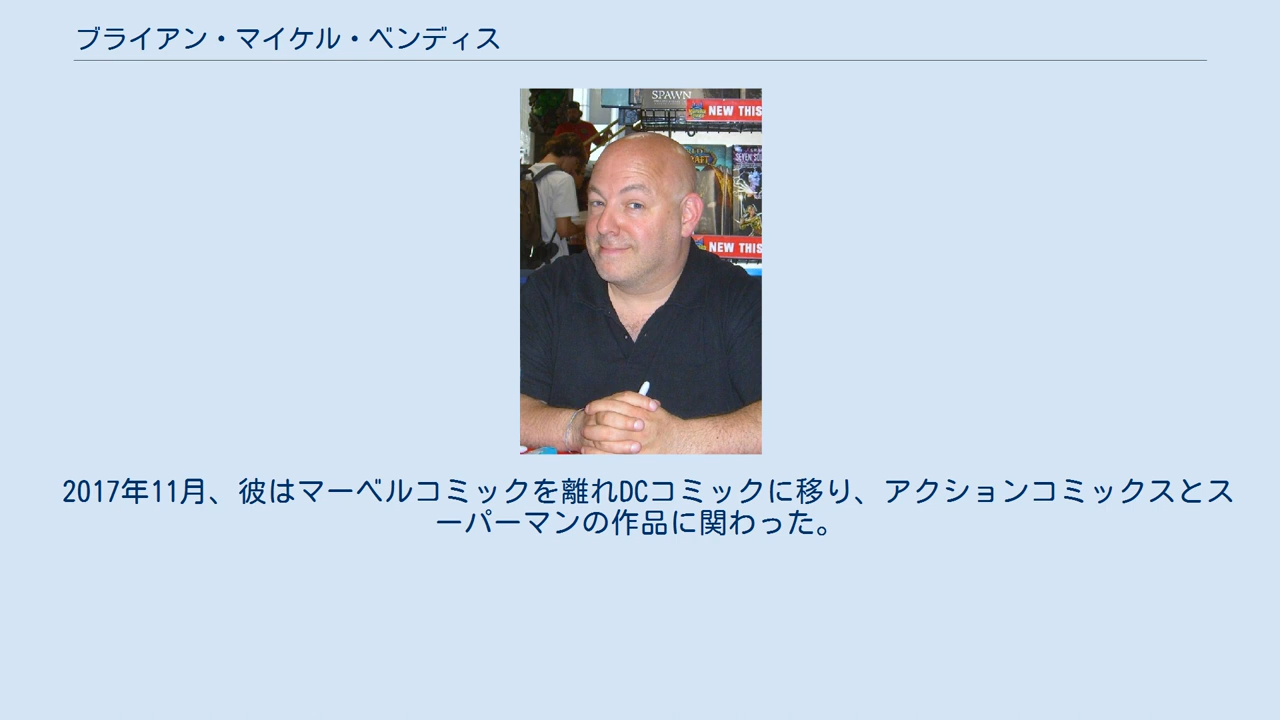 ブライアン・マイケル・ベンディス
SPAWN
NEW THIS
SEVEN
NEW THIS
2017年11月、彼はマーベルコミックを離れDCコミックに移り、アクションコミックスとス
ーパーマンの作品に関わった。